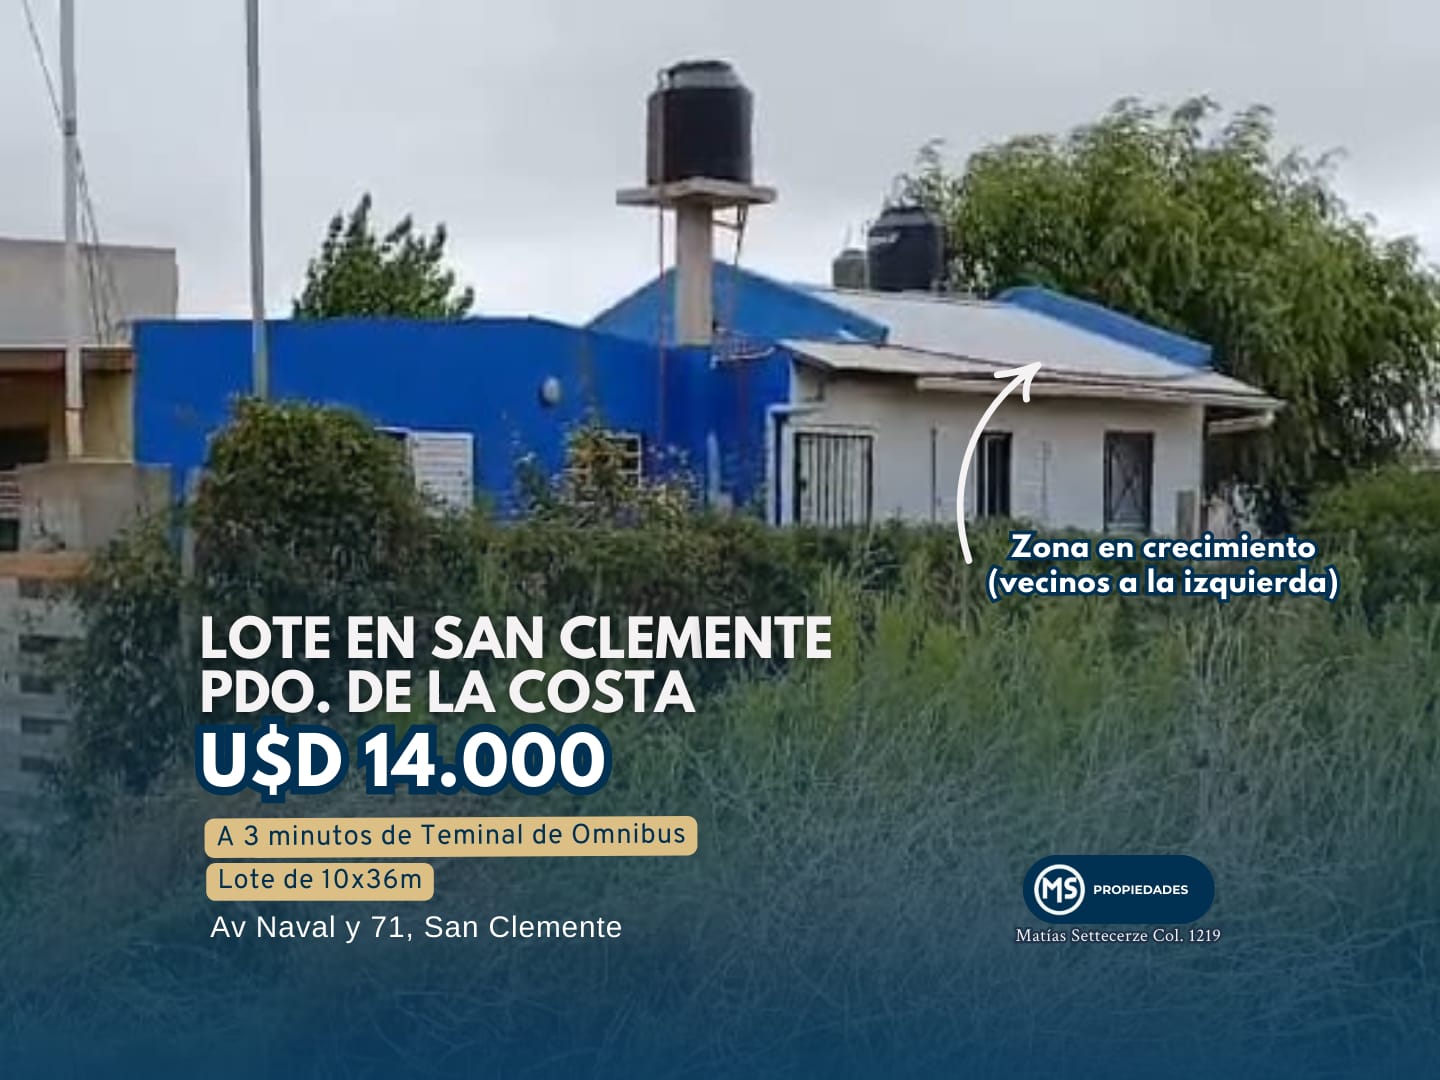 Zona en crecimiento
(vecinos a la izquierda)
LOTE EN SAN CLEMENTE
PDO. DE LA COSTA
U$D 14.000
A 3 minutos de Teminal de Omnibus
Lote de 10x36m
Av Naval y 71, San Clemente
MS PROPIEDADES
Matías Settecerze Col. 1219